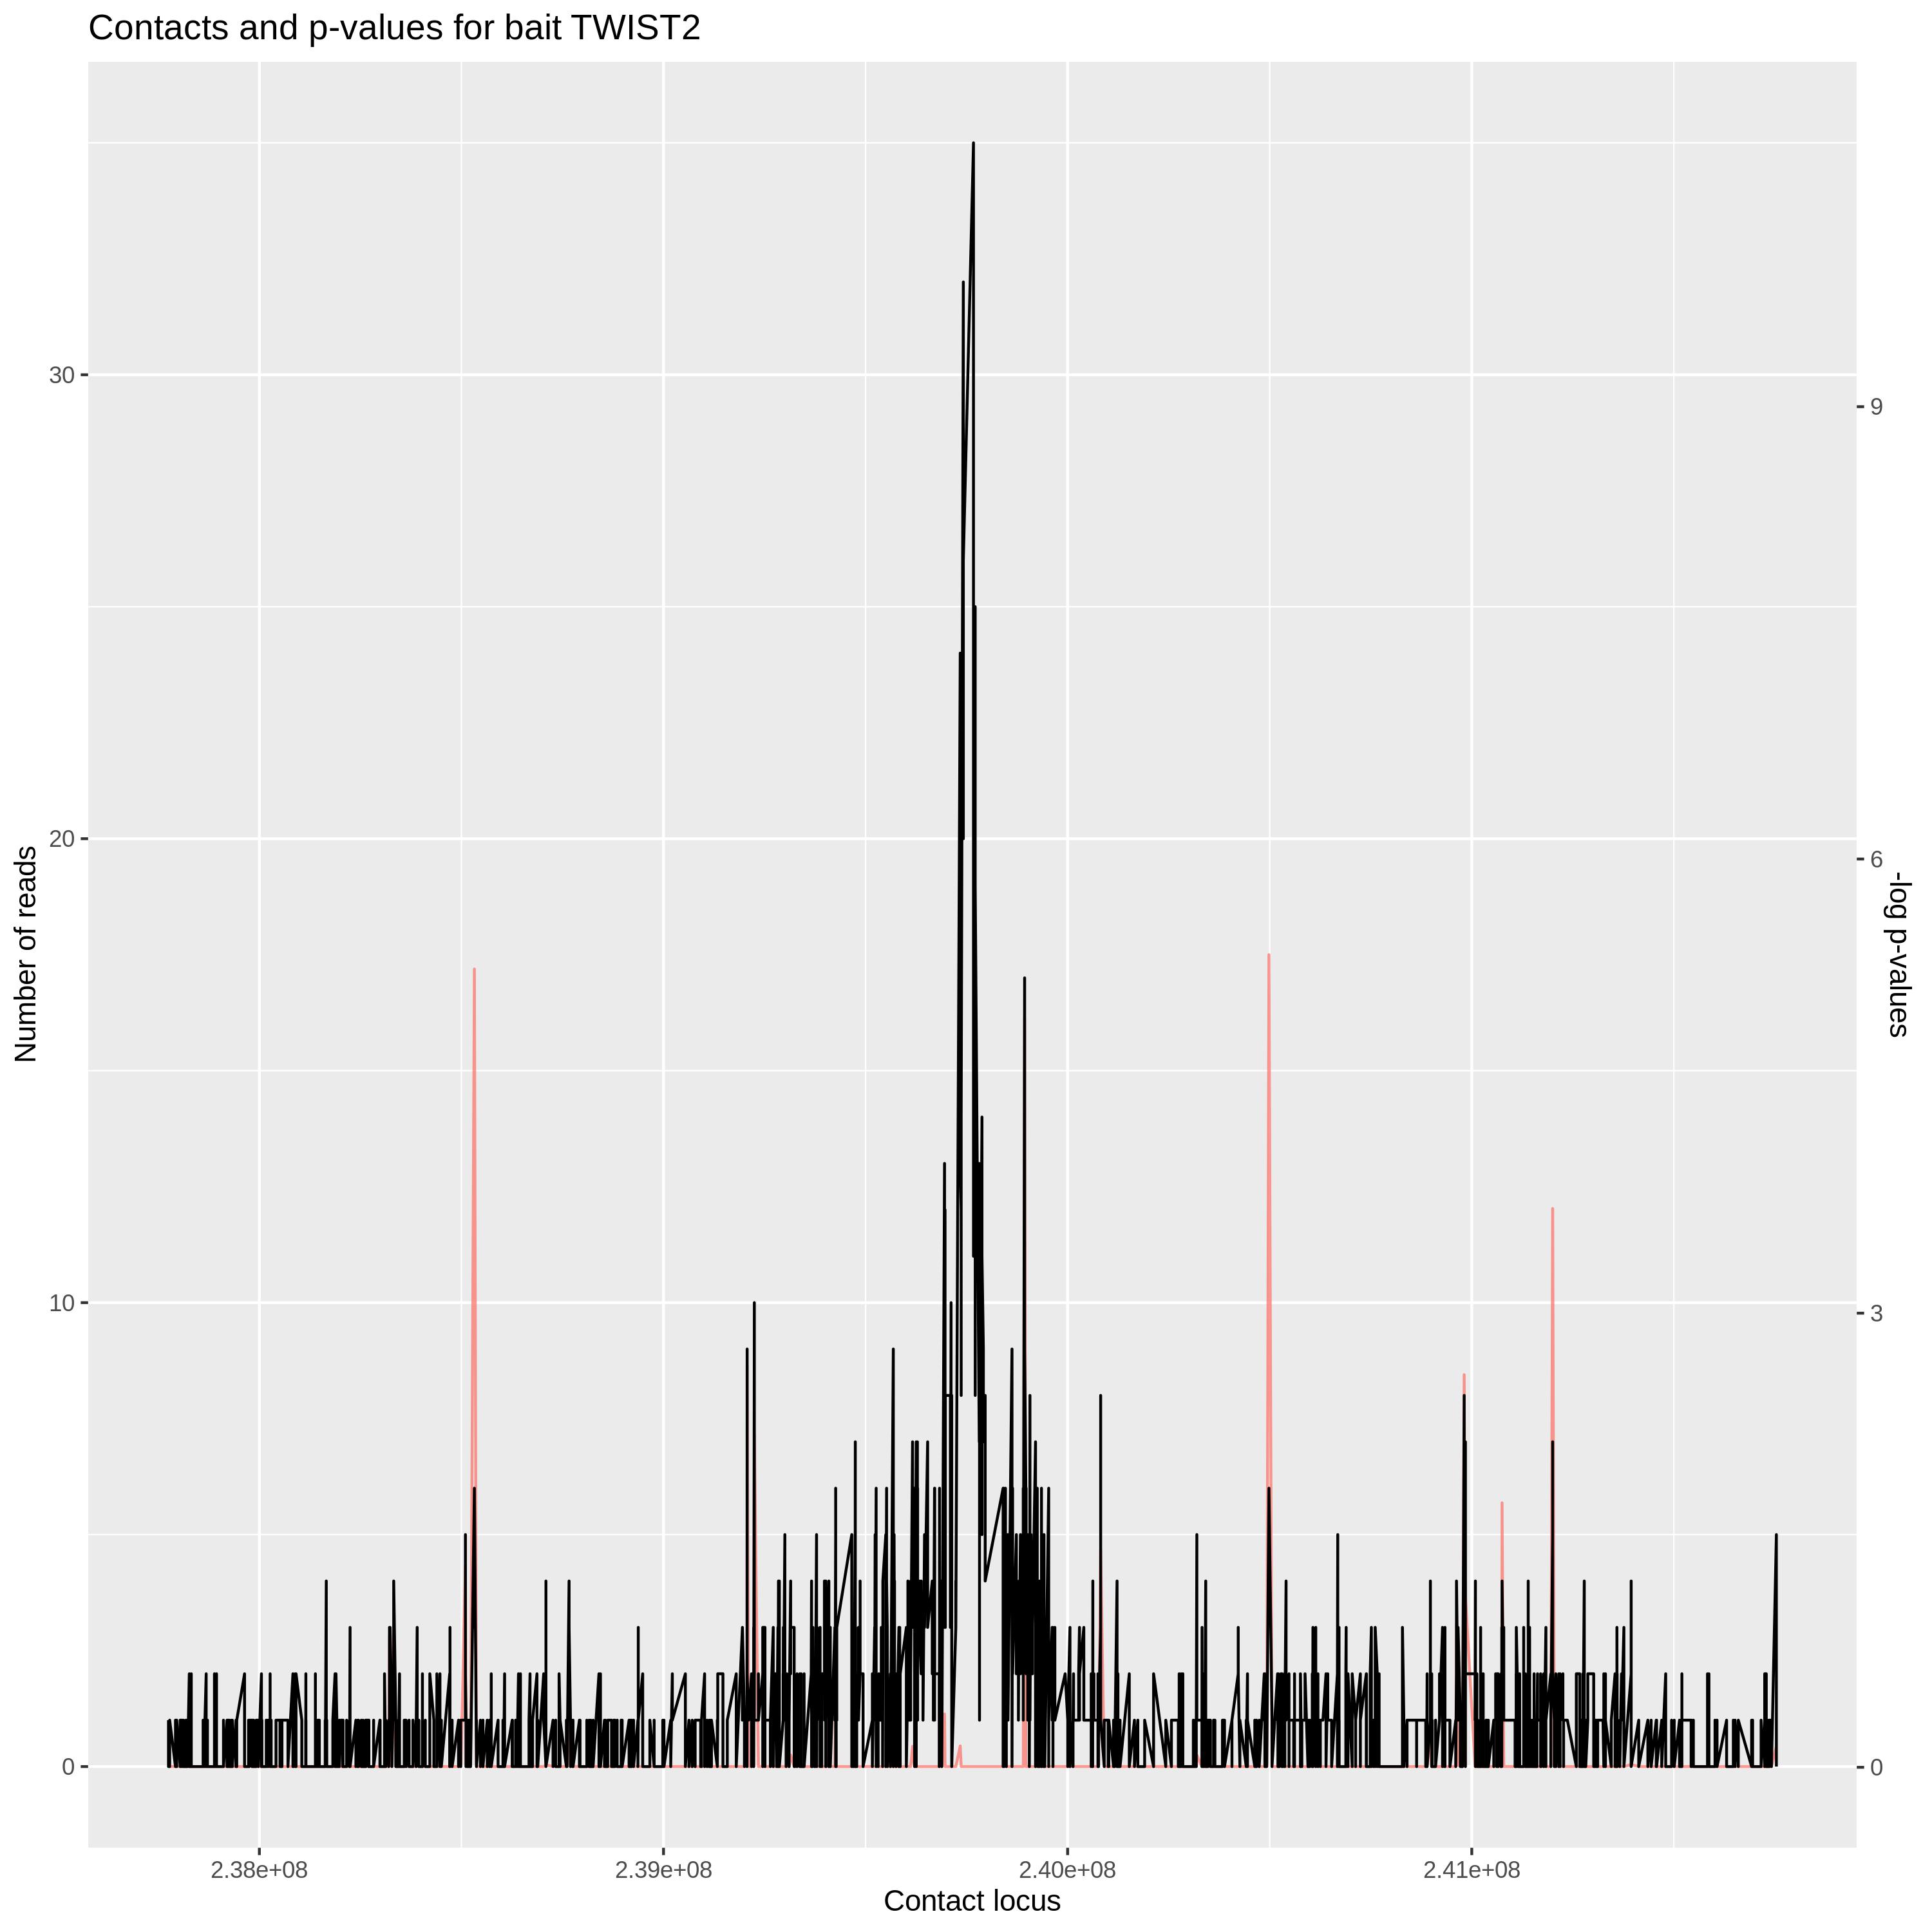 Contacts and p-values for bait TWIST2
Number of reads
30
20
10
0
9
6
3
0
-log p-values
2.38e+08 2.39e+08 2.40e+08 2.41e+08
Contact locus